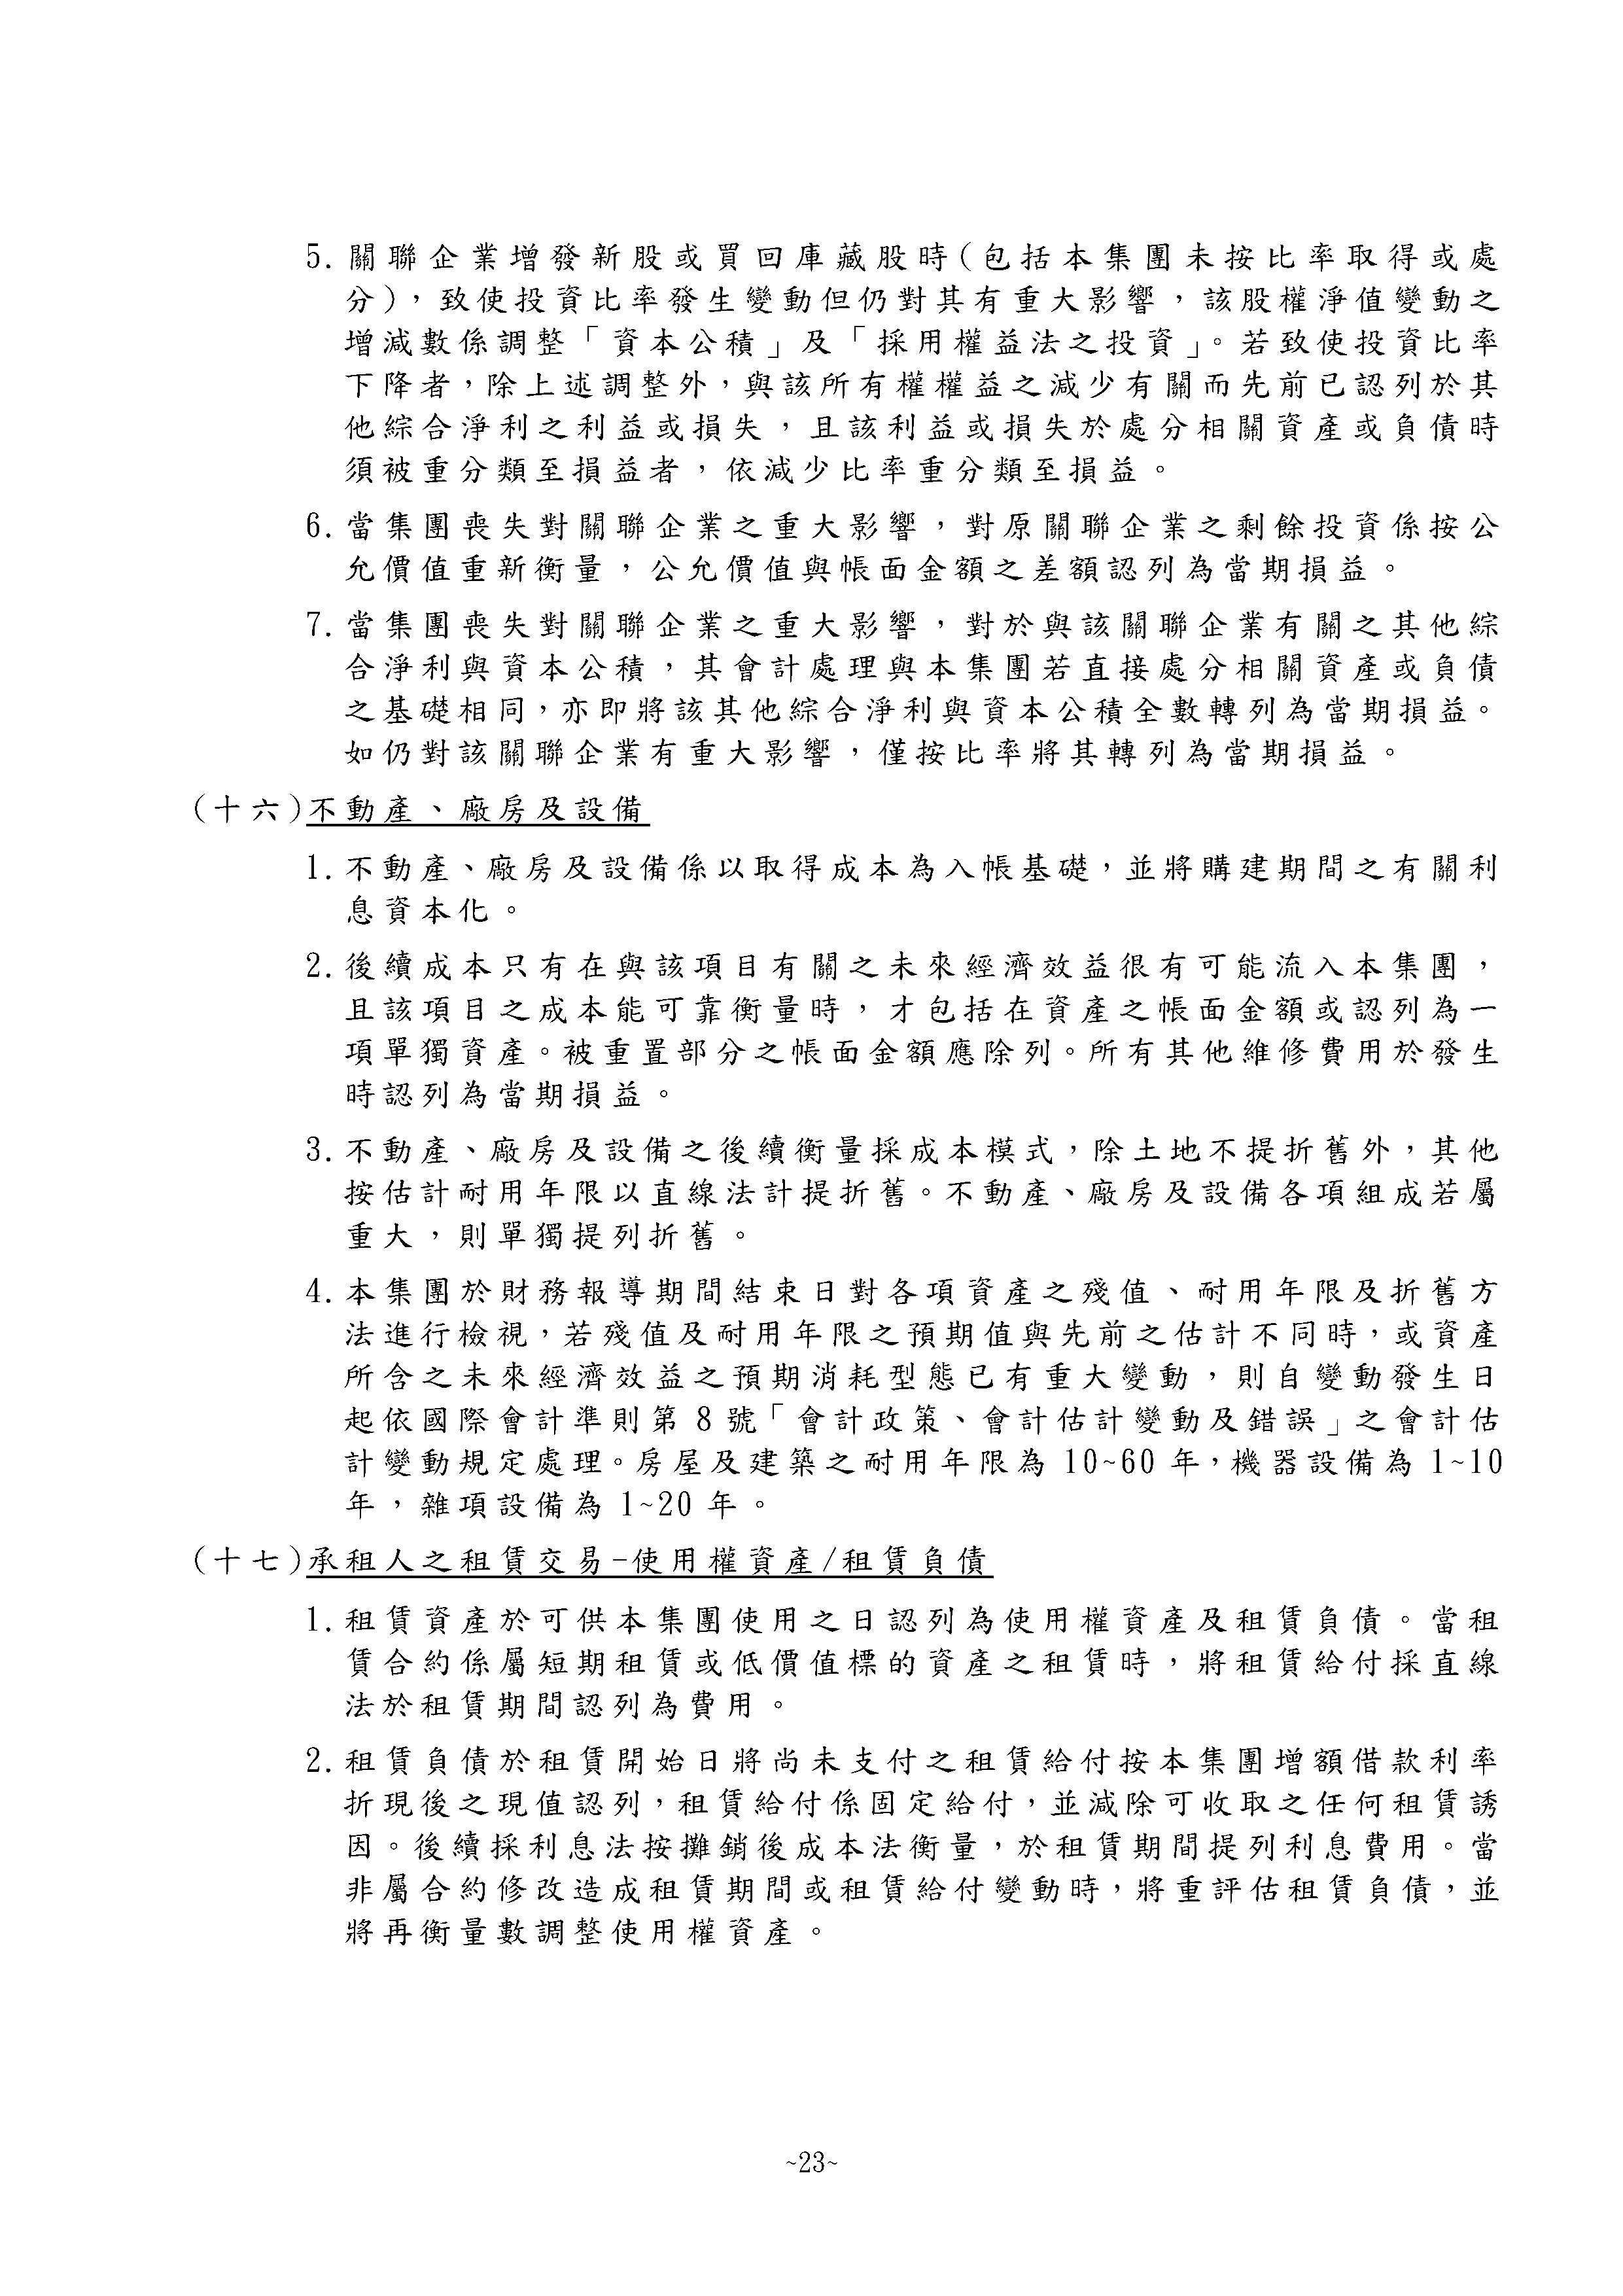 5. 關聯企業增發新股或買回庫藏股時(包括本集團未按比率取得或處
分)，致使投資比率發生變動但仍對其有重大影響，該股權淨值變動之
增減數係調整「資本公積」及「採用權益法之投資」。若致使投資比率
下降者，除上述調整外，與該所有權權益之減少有關而先前已認列於其
他綜合淨利之利益或損失，且該利益或損失於處分相關資產或負債時
須被重分類至損益者，依減少比率重分類至損益。
6. 當集團喪失對關聯企業之重大影響，對原關聯企業之剩餘投資係按公
允價值重新衡量，公允價值與帳面金額之差額認列為當期損益。
7. 當集團喪失對關聯企業之重大影響，對於與該關聯企業有關之其他綜
合淨利與資本公積，其會計處理與本集團若直接處分相關資產或負債
之基礎相同，亦即將該其他綜合淨利與資本公積全數轉列為當期損益。
如仍對該關聯企業有重大影響，僅按比率將其轉列為當期損益。
(十六)不動產、廠房及設備
1. 不動產、廠房及設備係以取得成本為入帳基礎，並將購建期間之有關利
息資本化。
2. 後續成本只有在與該項目有關之未來經濟效益很有可能流入本集團，
且該項目之成本能可靠衡量時，才包括在資產之帳面金額或認列為一
項單獨資產。被重置部分之帳面金額應除列。所有其他維修費用於發生
時認列為當期損益。
3. 不動產、廠房及設備之後續衡量採成本模式，除土地不提折舊外，其他
按估計耐用年限以直線法計提折舊。不動產、廠房及設備各項組成若屬
重大，則單獨提列折舊。
4. 本集團於財務報導期間結束日對各項資產之殘值、耐用年限及折舊方
法進行檢視，若殘值及耐用年限之預期值與先前之估計不同時，或資產
所含之未來經濟效益之預期消耗型態已有重大變動，則自變動發生日
起依國際會計準則第 8 號「會計政策、會計估計變動及錯誤」之會計估
計變動規定處理。房屋及建築之耐用年限為 10~60 年，機器設備為 1~10
年，雜項設備為 1~20 年。
(十七)承租人之租賃交易-使用權資產/租賃負債
1. 租賃資產於可供本集團使用之日認列為使用權資產及租賃負債。當租
賃合約係屬短期租賃或低價值標的資產之租賃時，將租賃給付採直線
法於租賃期間認列為費用。
2. 租賃負債於租賃開始日將尚未支付之租賃給付按本集團增額借款利率
折現後之現值認列，租賃給付係固定給付，並減除可收取之任何租賃誘
因。後續採利息法按攤銷後成本法衡量，於租賃期間提列利息費用。當
非屬合約修改造成租賃期間或租賃給付變動時，將重評估租賃負債，並
將再衡量數調整使用權資產。
~23~